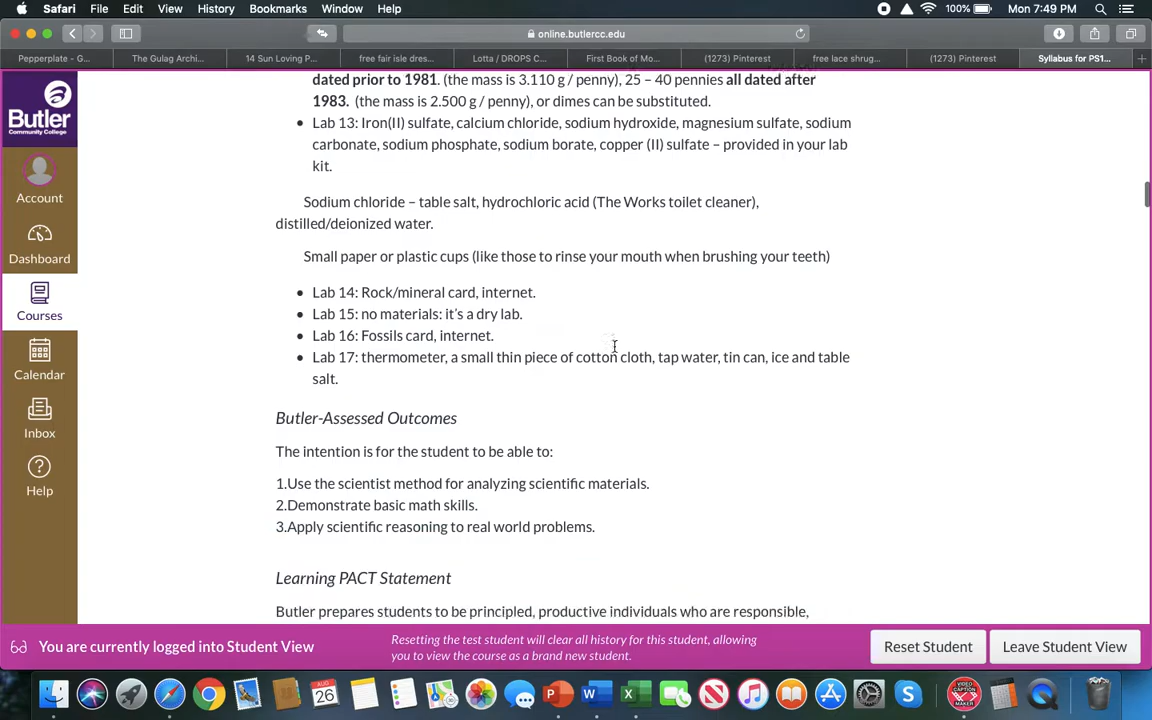 Safari File Edit View History Bookmarks Window Help 100% Mon 7:49 PM
online.butlercc.edu
Pepperplate - G... The Gulag Archi... 14 Sun Loving P... free fair isle dres... Lotta / DROPS C... First Book of Mo... (1273) Pinterest free lace shrug... (1273) Pinterest Syllabus for PS1...
Butler
Community College
Account
Dashboard
Courses
Calendar
Inbox
Help
dated prior to 1981. (the mass is 3.110 g / penny), 25 – 40 pennies all dated after
1983. (the mass is 2.500 g / penny), or dimes can be substituted.
• Lab 13: Iron(II) sulfate, calcium chloride, sodium hydroxide, magnesium sulfate, sodium
carbonate, sodium phosphate, sodium borate, copper (II) sulfate – provided in your lab
kit.
Sodium chloride – table salt, hydrochloric acid (The Works toilet cleaner),
distilled/deionized water.
Small paper or plastic cups (like those to rinse your mouth when brushing your teeth)
• Lab 14: Rock/mineral card, internet.
• Lab 15: no materials: it's a dry lab.
• Lab 16: Fossils card, internet.
• Lab 17: thermometer, a small thin piece of cotton cloth, tap water, tin can, ice and table
salt.
Butler-Assessed Outcomes
The intention is for the student to be able to:
1.Use the scientist method for analyzing scientific materials.
2.Demonstrate basic math skills.
3.Apply scientific reasoning to real world problems.
Learning PACT Statement
Butler prepares students to be principled, productive individuals who are responsible,
You are currently logged into Student View
Resetting the test student will clear all history for this student, allowing
you to view the course as a brand new student.
Reset Student
Leave Student View
AUG
26
VIDEO
CAPTION
MAKER